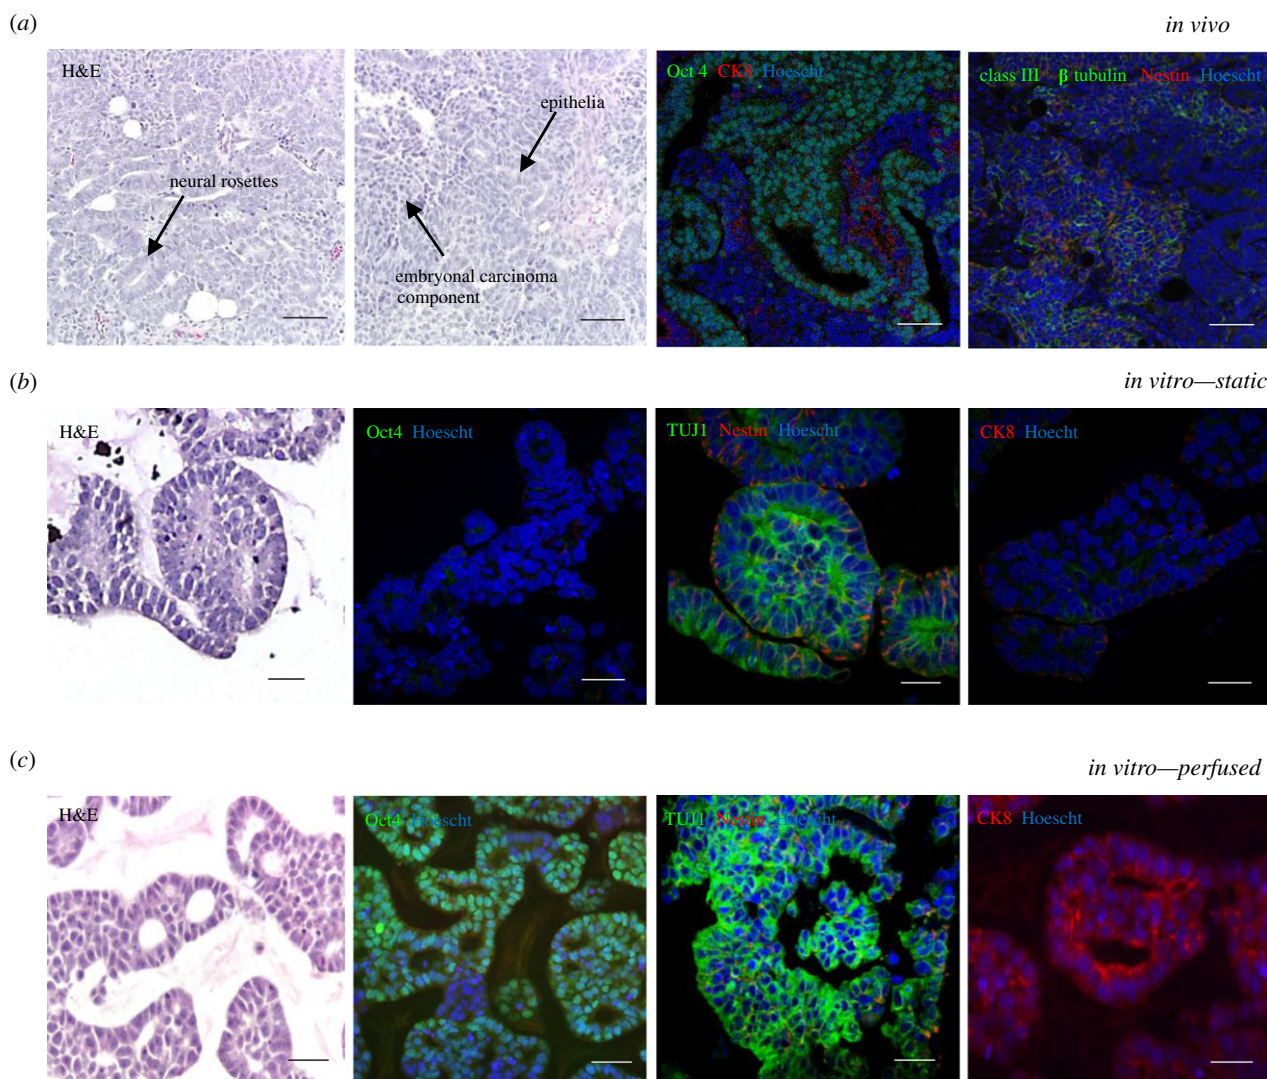 (a)
in vivo
H&E
neural rosettes
epithelia
embryonal carcinoma
component
Oct 4 CK8 Hoescht
class III β tubulin Nestin Hoescht
(b)
in vitro—static
H&E
Oct4 Hoescht
TUJ1 Nestin Hoescht
CK8 Hoecht
(c)
in vitro—perfused
H&E
Oct4 Hoescht
TUJ1 Nestin Hoescht
CK8 Hoescht